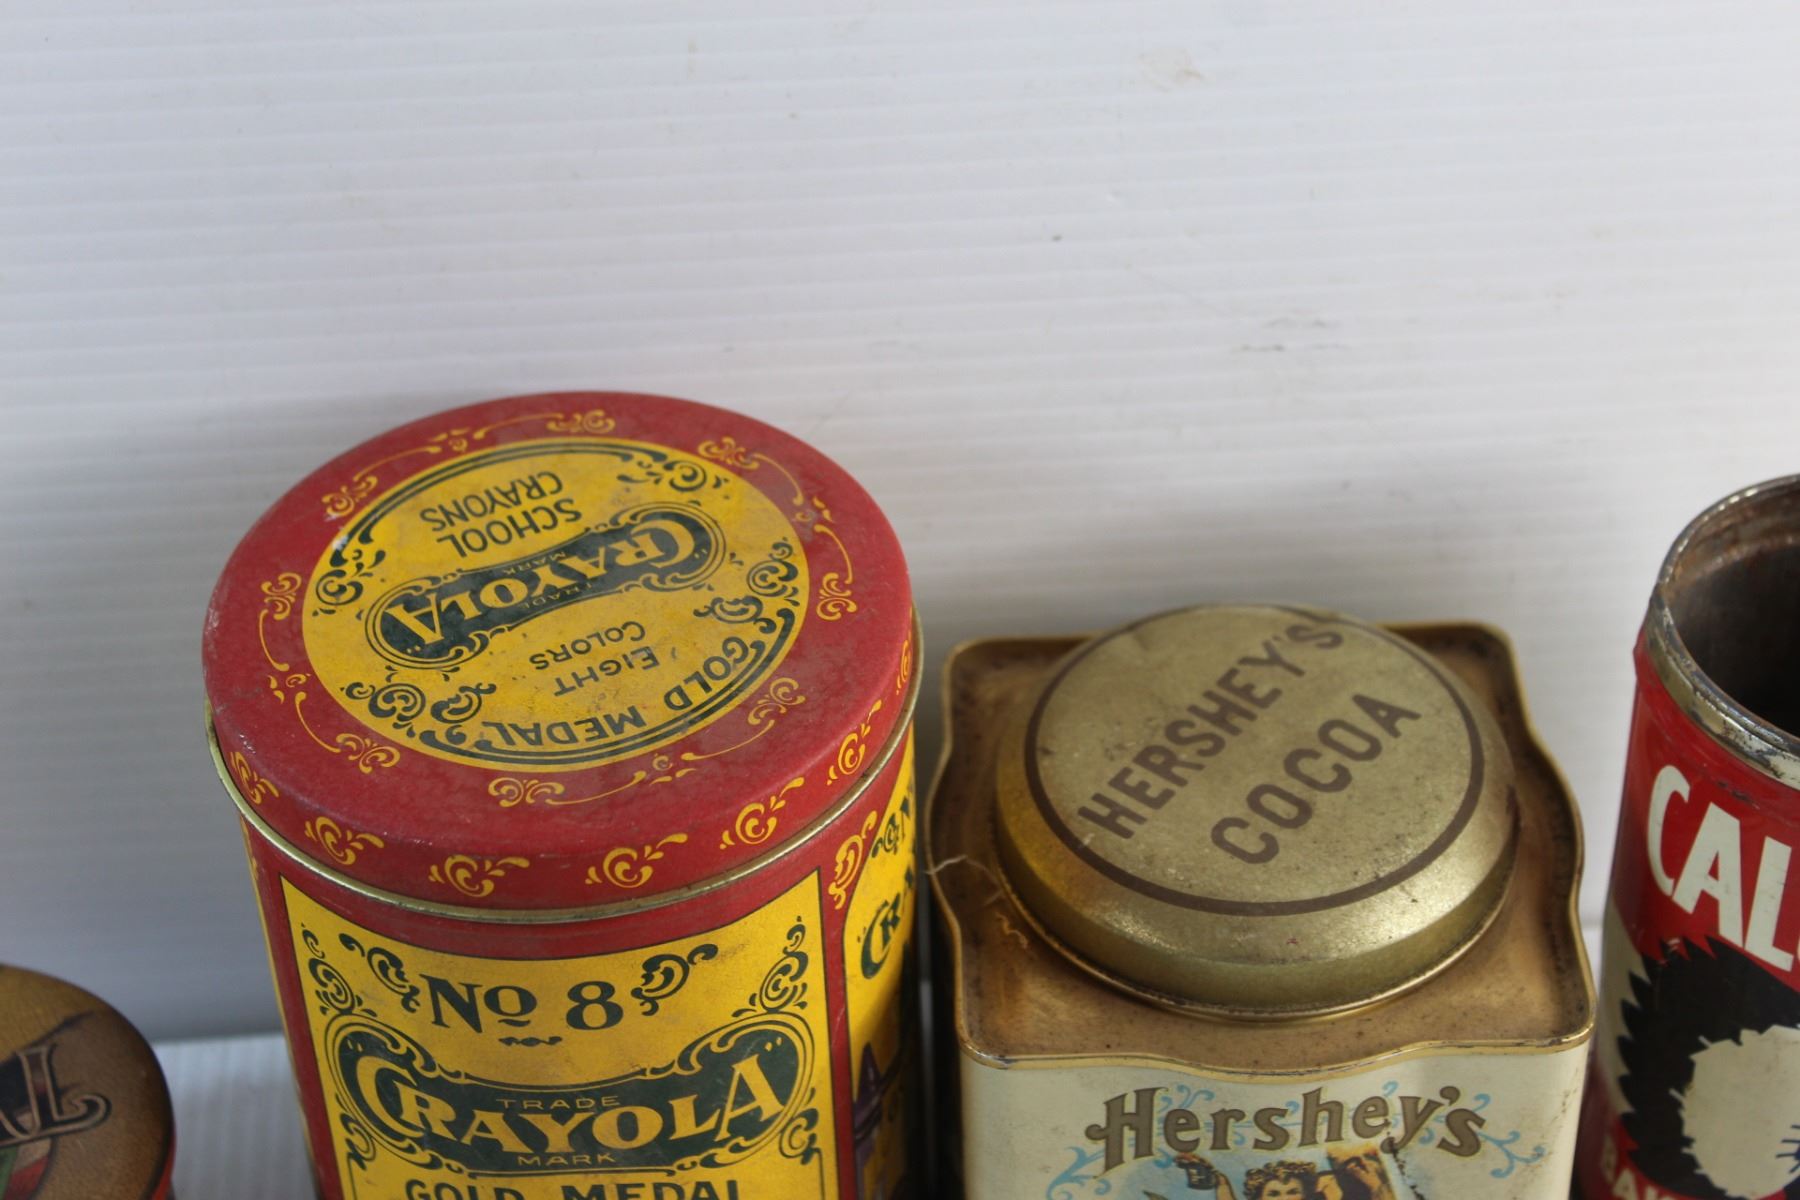 SCHOOL
CRAYONS
CRAYOLA
TRADE MARK
EIGHT
COLORS
GOLD MEDAL
No 8
CRAYOLA
TRADE
MARK
GOLD MEDAL
HERSHEY'S
COCOA
Hershey's
CAL